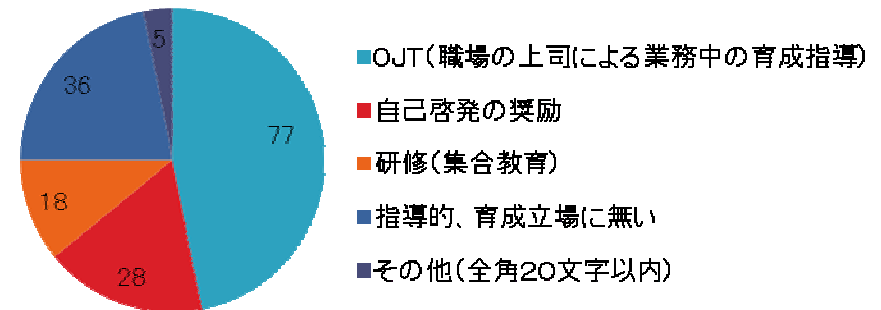 5
36
77
18
28
OJT(職場の上司による業務中の育成指導)
自己啓発の奨励
研修(集合教育)
指導的、育成立場に無い
その他(全角20文字以内)